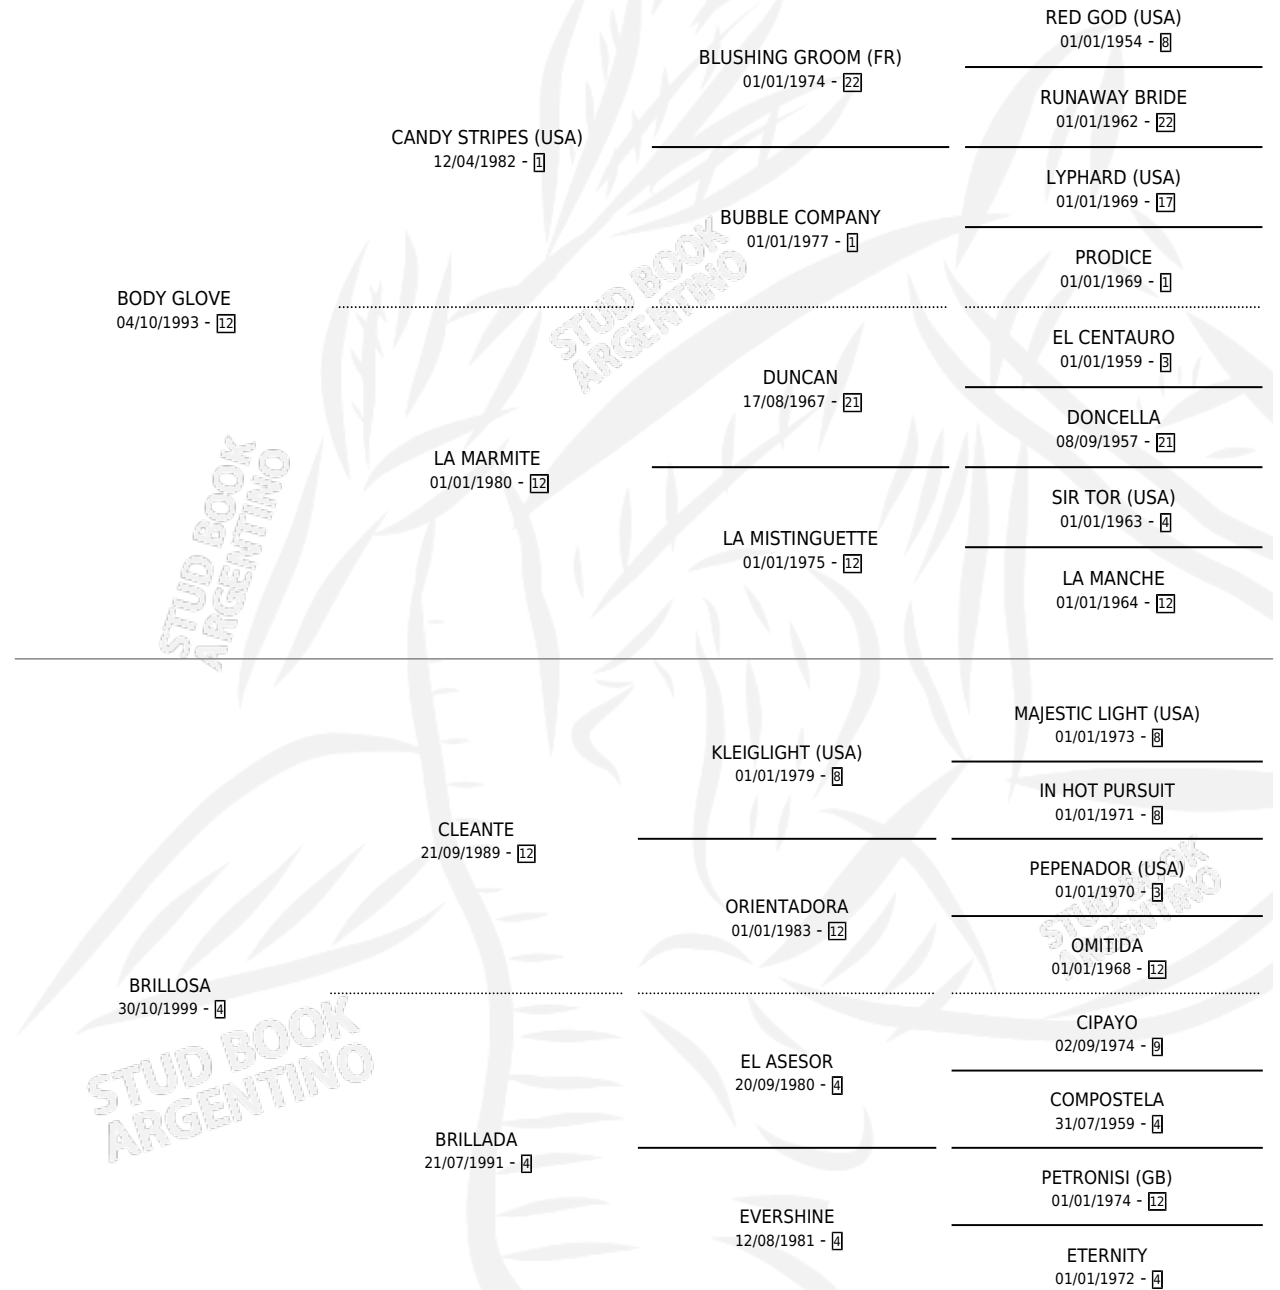 RED GOD (USA)
01/01/1954 - 8
BLUSHING GROOM (FR)
01/01/1974 - 22
RUNAWAY BRIDE
01/01/1962 - 22
CANDY STRIPES (USA)
12/04/1982 - 1
LYPHARD (USA)
01/01/1969 - 17
BUBBLE COMPANY
01/01/1977 - 1
PRODICE
01/01/1969 - 1
BODY GLOVE
04/10/1993 - 12
STUD BOOK
ARGENTINO
EL CENTAURO
01/01/1959 - 3
DUNCAN
17/08/1967 - 21
DONCELLA
08/09/1957 - 21
LA MARMITE
01/01/1980 - 12
SIR TOR (USA)
01/01/1963 - 4
LA MISTINGUETTE
01/01/1975 - 12
LA MANCHE
01/01/1964 - 12
STUD BOOK
ARGENTINO
MAJESTIC LIGHT (USA)
01/01/1973 - 8
KLEIGLIGHT (USA)
01/01/1979 - 8
IN HOT PURSUIT
01/01/1971 - 8
CLEANTE
21/09/1989 - 12
PEPENADOR (USA)
01/01/1970 - 3
ORIENTADORA
01/01/1983 - 12
STUD BOOK
ARGENTINO
OMITIDA
01/01/1968 - 12
BRILLOSA
30/10/1999 - 4
STUD BOOK
ARGENTINO
CIPAYO
02/09/1974 - 9
EL ASESOR
20/09/1980 - 4
COMPOSTELA
31/07/1959 - 4
BRILLADA
21/07/1991 - 4
PETRONISI (GB)
01/01/1974 - 12
EVERSHINE
12/08/1981 - 4
ETERNITY
01/01/1972 - 4